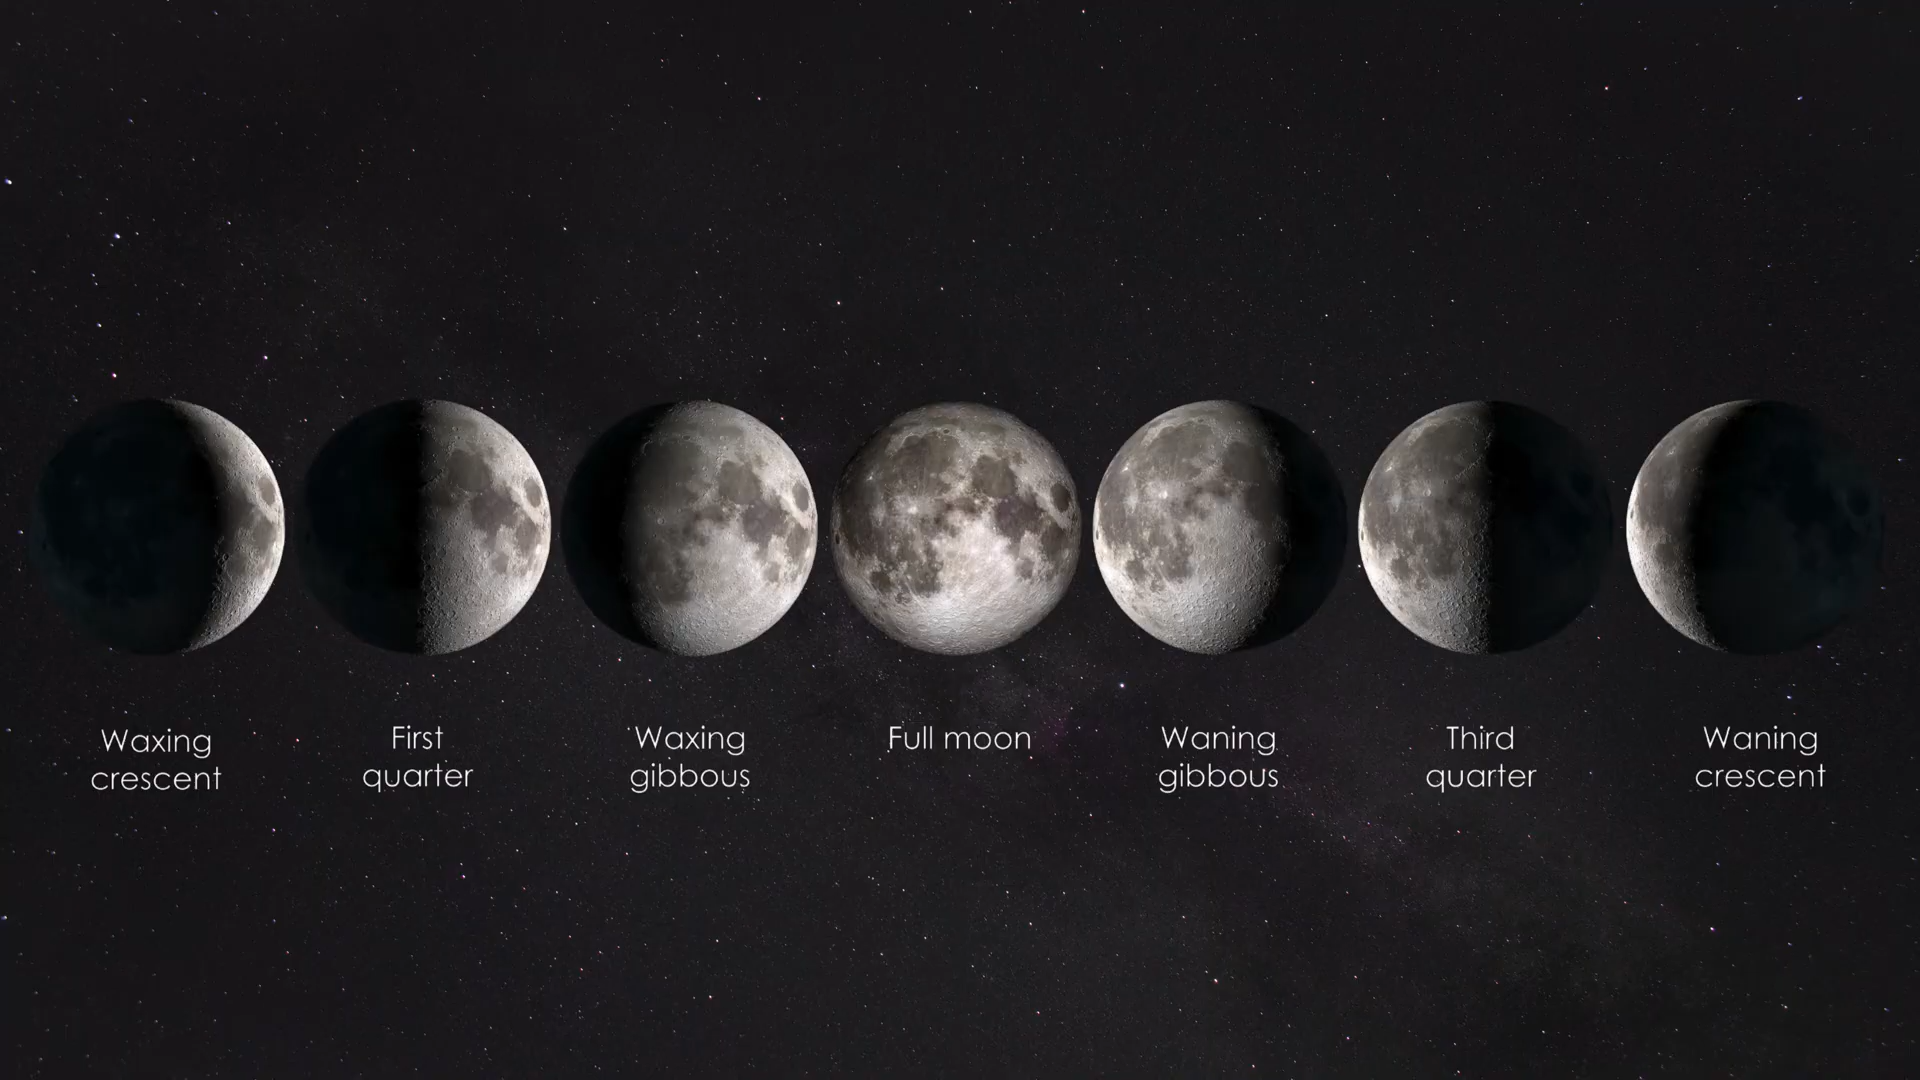 Waxing
crescent
First
quarter
Waxing
gibbous
Full moon
Waning
gibbous
Third
quarter
Waning
crescent